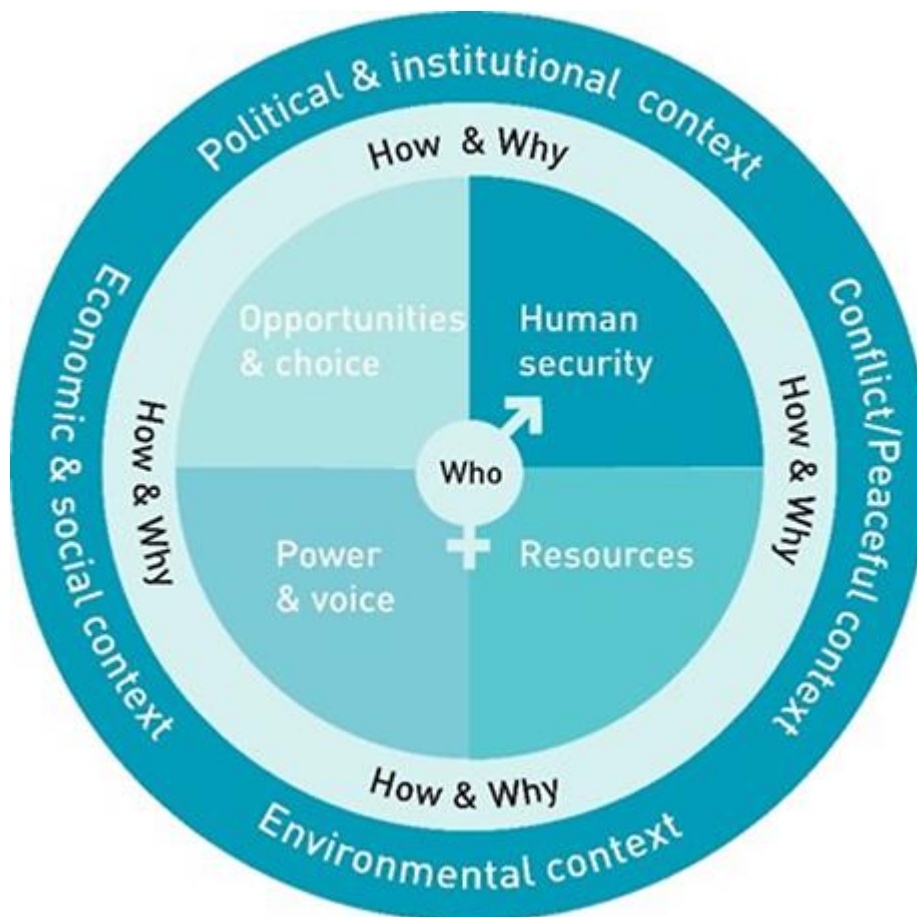 Political & institutional context
How & Why
Opportunities
& choice
Human
security
Economic & social context
How & Why
Who
How & Why
Conflict/Peaceful context
Power
& voice
Resources
How & Why
Environmental context